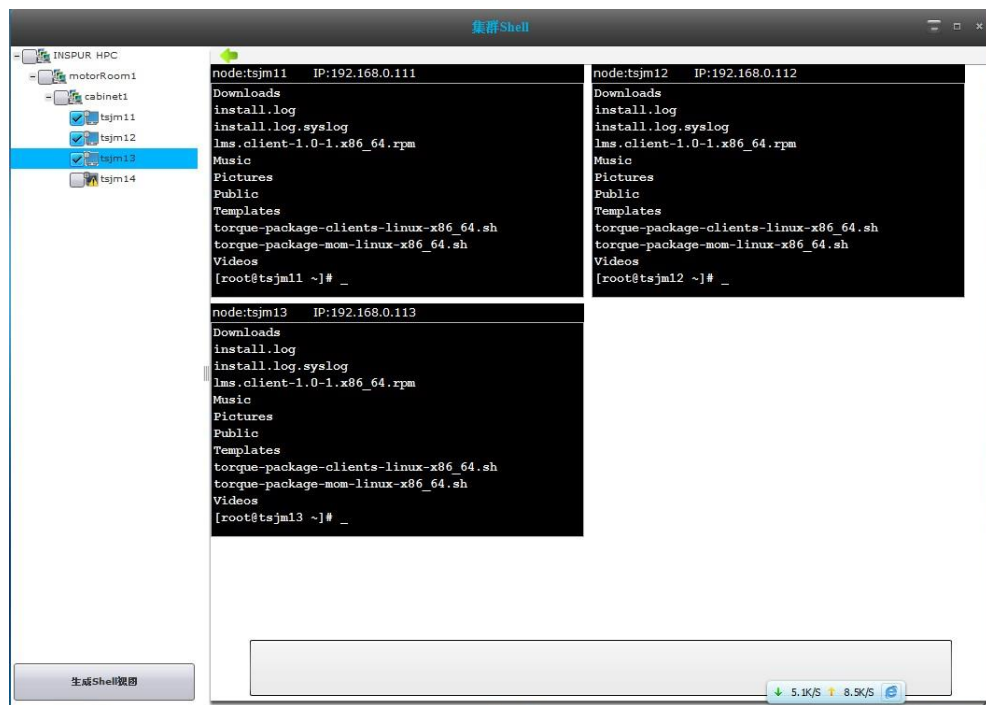 集群Shell
INSPUR HPC
motorRoom1
cabinet1
tsjm11
tsjm12
tsjm13
tsjm14
生成Shell视图
node:tsjm11 IP:192.168.0.111
Downloads
install.log
install.log.syslog
lms.client-1.0-1.x86_64.rpm
Music
Pictures
Public
Templates
torque-package-clients-linux-x86_64.sh
torque-package-mom-linux-x86_64.sh
Videos
[root@tsjm11 ~]# _
node:tsjm12 IP:192.168.0.112
Downloads
install.log
install.log.syslog
lms.client-1.0-1.x86_64.rpm
Music
Pictures
Public
Templates
torque-package-clients-linux-x86_64.sh
torque-package-mom-linux-x86_64.sh
Videos
[root@tsjm12 ~]# _
node:tsjm13 IP:192.168.0.113
Downloads
install.log
install.log.syslog
lms.client-1.0-1.x86_64.rpm
Music
Pictures
Public
Templates
torque-package-clients-linux-x86_64.sh
torque-package-mom-linux-x86_64.sh
Videos
[root@tsjm13 ~]# _
↓ 5.1K/S ↑ 8.5K/S